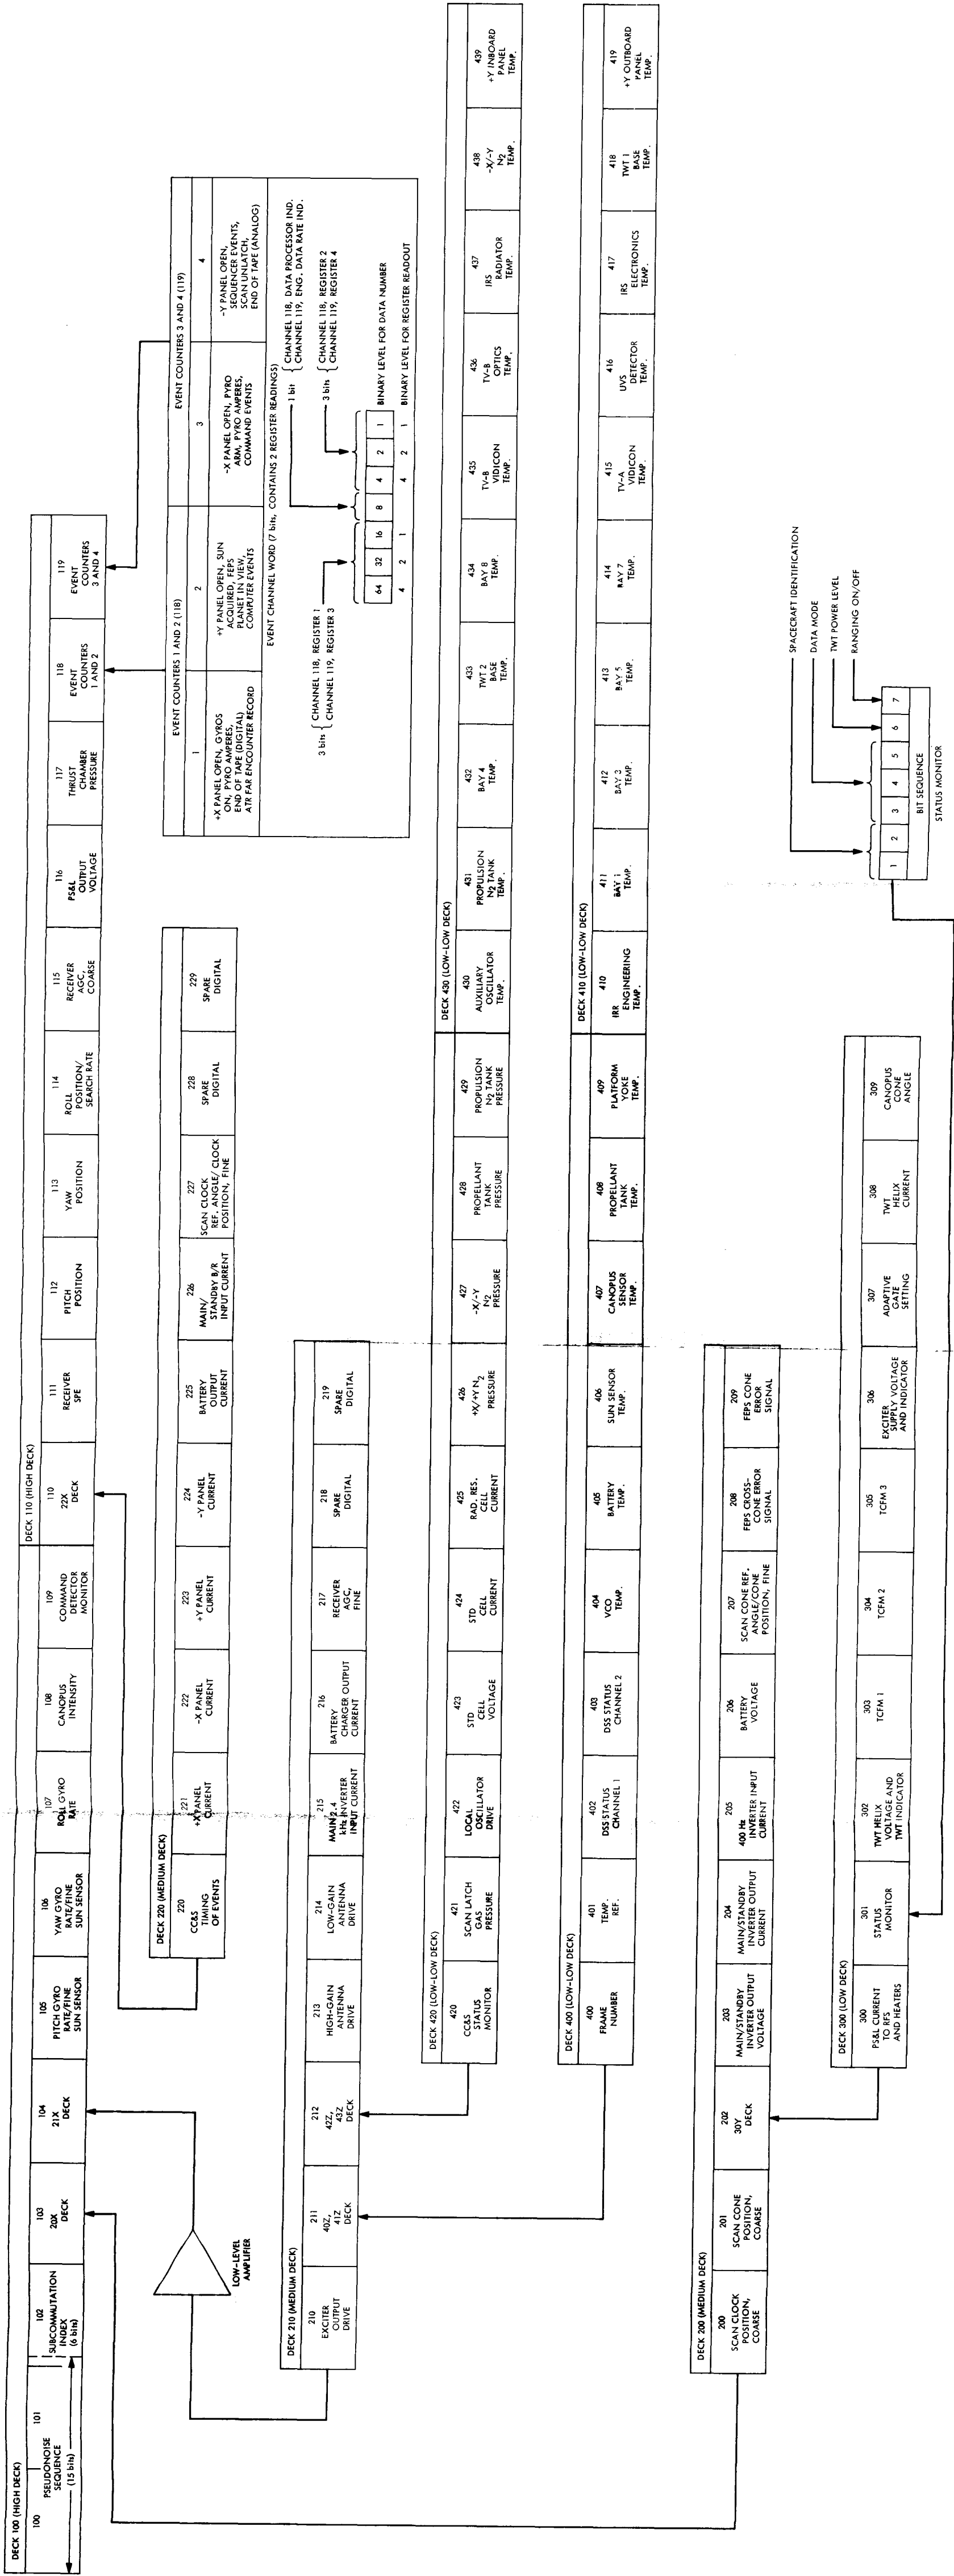 DECK 100 (HIGH DECK)
DECK 110 (HIGH DECK)
100
101
PSEUDONOISE
SEQUENCE
(15 bits)
102
SUBCOMMUTATION
INDEX
(6 bits)
103
20X
DECK
104
21X
DECK
105
PITCH GYRO
RATE/FINE
SUN SENSOR
106
YAW GYRO
RATE/FINE
SUN SENSOR
107
ROLL GYRO
RATE
108
CANOPUS
INTENSITY
109
COMMAND
DETECTOR
MONITOR
110
22X
DECK
111
RECEIVER
SPE
112
PITCH
POSITION
113
YAW
POSITION
114
ROLL
POSITION/
SEARCH RATE
115
RECEIVER
AGC,
COARSE
116
PS&L
OUTPUT
VOLTAGE
117
THRUST
CHAMBER
PRESSURE
118
EVENT
COUNTERS
1 AND 2
119
EVENT
COUNTERS
3 AND 4
DECK 220 (MEDIUM DECK)
220
CC&S
TIMING
OF EVENTS
221
+X PANEL
CURRENT
222
-X PANEL
CURRENT
223
+Y PANEL
CURRENT
224
-Y PANEL
CURRENT
225
BATTERY
OUTPUT
CURRENT
226
MAIN/
STANDBY B/R
INPUT CURRENT
227
SCAN CLOCK
REF. ANGLE/CLOCK
POSITION, FINE
228
SPARE
DIGITAL
229
SPARE
DIGITAL
EVENT COUNTERS 1 AND 2 (118)
EVENT COUNTERS 3 AND 4 (119)
1
2
3
4
+X PANEL OPEN, GYROS
ON, PYRO AMPERES,
END OF TAPE (DIGITAL)
ATR FAR ENCOUNTER RECORD
+Y PANEL OPEN, SUN
ACQUIRED, FEPS
PLANET IN VIEW,
COMPUTER EVENTS
-X PANEL OPEN, PYRO
ARM, PYRO AMPERES,
COMMAND EVENTS
-Y PANEL OPEN,
SEQUENCER EVENTS,
SCAN UNLATCH,
END OF TAPE (ANALOG)
EVENT CHANNEL WORD (7 bits, CONTAINS 2 REGISTER READINGS)
3 bits { CHANNEL 118, REGISTER 1
CHANNEL 119, REGISTER 3
1 bit { CHANNEL 118, DATA PROCESSOR IND.
CHANNEL 119, ENG. DATA RATE IND.
3 bits { CHANNEL 118, REGISTER 2
CHANNEL 119, REGISTER 4
64 32 16 8 4 2 1 BINARY LEVEL FOR DATA NUMBER
4 2 1 4 2 1 BINARY LEVEL FOR REGISTER READOUT
LOW-LEVEL
AMPLIFIER
DECK 210 (MEDIUM DECK)
210
EXCITER
OUTPUT
DRIVE
211
40Z,
41Z
DECK
212
42Z,
43Z
DECK
213
HIGH-GAIN
ANTENNA
DRIVE
214
LOW-GAIN
ANTENNA
DRIVE
215
MAIN 2.4
kHz INVERTER
INPUT CURRENT
216
BATTERY
CHARGER OUTPUT
CURRENT
217
RECEIVER
AGC,
FINE
218
SPARE
DIGITAL
219
SPARE
DIGITAL
DECK 420 (LOW-LOW DECK)
DECK 430 (LOW-LOW DECK)
420
CC&S
STATUS
MONITOR
421
SCAN LATCH
GAS
PRESSURE
422
LOCAL
OSCILLATOR
DRIVE
423
STD
CELL
VOLTAGE
424
STD
CELL
CURRENT
425
RAD. RES.
CELL
CURRENT
426
+X/+Y N2
PRESSURE
427
-X/-Y
N2
PRESSURE
428
PROPELLANT
TANK
PRESSURE
429
PROPULSION
N2 TANK
PRESSURE
430
AUXILIARY
OSCILLATOR
TEMP.
431
PROPULSION
N2 TANK
TEMP.
432
BAY 4
TEMP.
433
TWT 2
BASE
TEMP.
434
BAY 8
TEMP.
435
TV-B
VIDICON
TEMP.
436
TV-B
OPTICS
TEMP.
437
IRS
RADIATOR
TEMP.
438
-X/-Y
N2
TEMP.
439
+Y INBOARD
PANEL
TEMP.
DECK 400 (LOW-LOW DECK)
DECK 410 (LOW-LOW DECK)
400
FRAME
NUMBER
401
TEMP.
REF.
402
DSS STATUS
CHANNEL 1
403
DSS STATUS
CHANNEL 2
404
VCO
TEMP.
405
BATTERY
TEMP.
406
SUN SENSOR
TEMP.
407
CANOPUS
SENSOR
TEMP.
408
PROPELLANT
TANK
TEMP.
409
PLATFORM
YOKE
TEMP.
410
IRR
ENGINEERING
TEMP.
411
BAY 1
TEMP.
412
BAY 3
TEMP.
413
BAY 5
TEMP.
414
BAY 7
TEMP.
415
TV-A
VIDICON
TEMP.
416
UVS
DETECTOR
TEMP.
417
IRS
ELECTRONICS
TEMP.
418
TWT 1
BASE
TEMP.
419
+Y OUTBOARD
PANEL
TEMP.
DECK 200 (MEDIUM DECK)
200
SCAN CLOCK
POSITION,
COARSE
201
SCAN CONE
POSITION,
COARSE
202
30Y
DECK
203
MAIN/STANDBY
INVERTER OUTPUT
VOLTAGE
204
MAIN/STANDBY
INVERTER OUTPUT
CURRENT
205
400 Hz
INVERTER INPUT
CURRENT
206
BATTERY
VOLTAGE
207
SCAN CONE REF.
ANGLE/CONE
POSITION, FINE
208
FEPS CROSS-
CONE ERROR
SIGNAL
209
FEPS CONE
ERROR
SIGNAL
SPACECRAFT IDENTIFICATION
DATA MODE
TWT POWER LEVEL
RANGING ON/OFF
1 2 3 4 5 6 7
BIT SEQUENCE
STATUS MONITOR
DECK 300 (LOW DECK)
300
PS&L CURRENT
TO RFS
AND HEATERS
301
STATUS
MONITOR
302
TWT HELIX
VOLTAGE AND
TWT INDICATOR
303
TCFM 1
304
TCFM 2
305
TCFM 3
306
EXCITER
SUPPLY VOLTAGE
AND INDICATOR
307
ADAPTIVE
GATE
SETTING
308
TWT
HELIX
CURRENT
309
CANOPUS
CONE
ANGLE